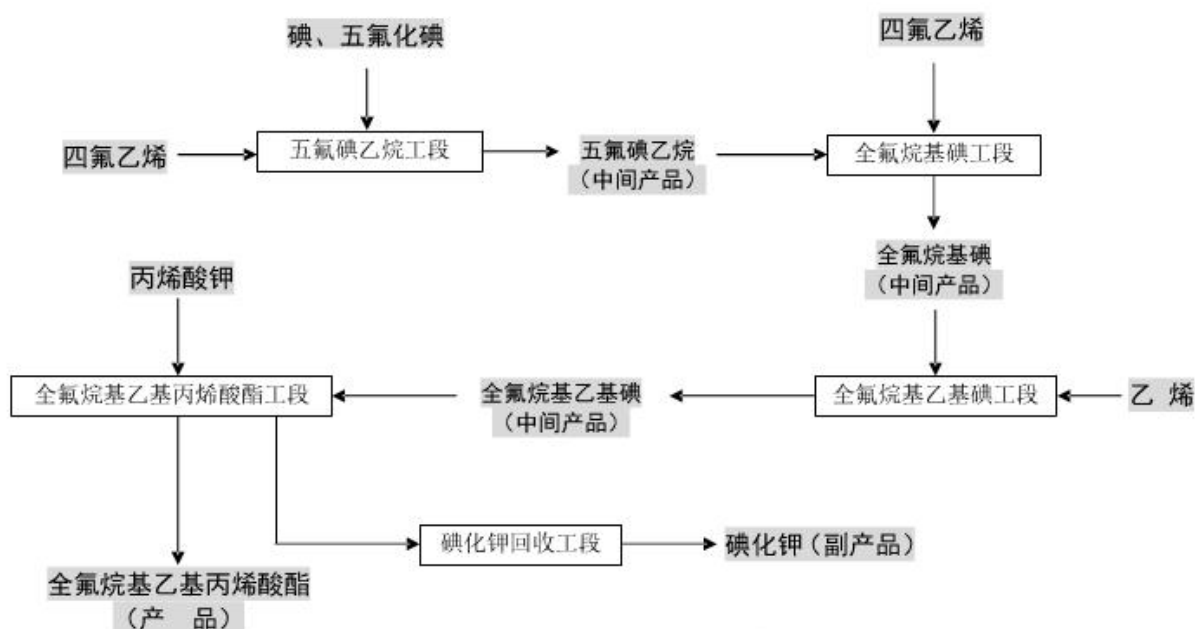 碘、五氟化碘
四氟乙烯
四氟乙烯
五氟碘乙烷工段
五氟碘乙烷
（中间产品）
全氟烷基碘工段
全氟烷基碘
（中间产品）
丙烯酸钾
全氟烷基乙基丙烯酸酯工段
全氟烷基乙基碘
（中间产品）
全氟烷基乙基碘工段
乙 烯
碘化钾回收工段
碘化钾（副产品）
全氟烷基乙基丙烯酸酯
（产 品）